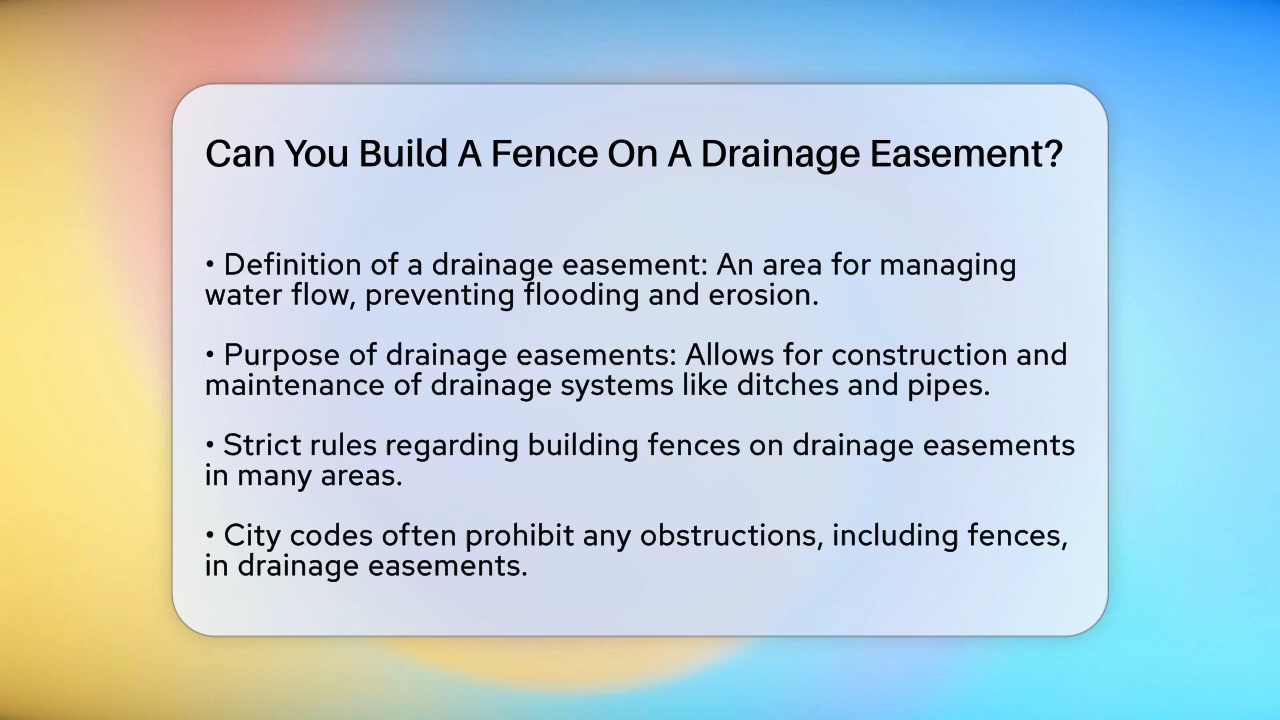 Can You Build A Fence On A Drainage Easement?
• Definition of a drainage easement: An area for managing
water flow, preventing flooding and erosion.
• Purpose of drainage easements: Allows for construction and
maintenance of drainage systems like ditches and pipes.
• Strict rules regarding building fences on drainage easements
in many areas.
• City codes often prohibit any obstructions, including fences,
in drainage easements.